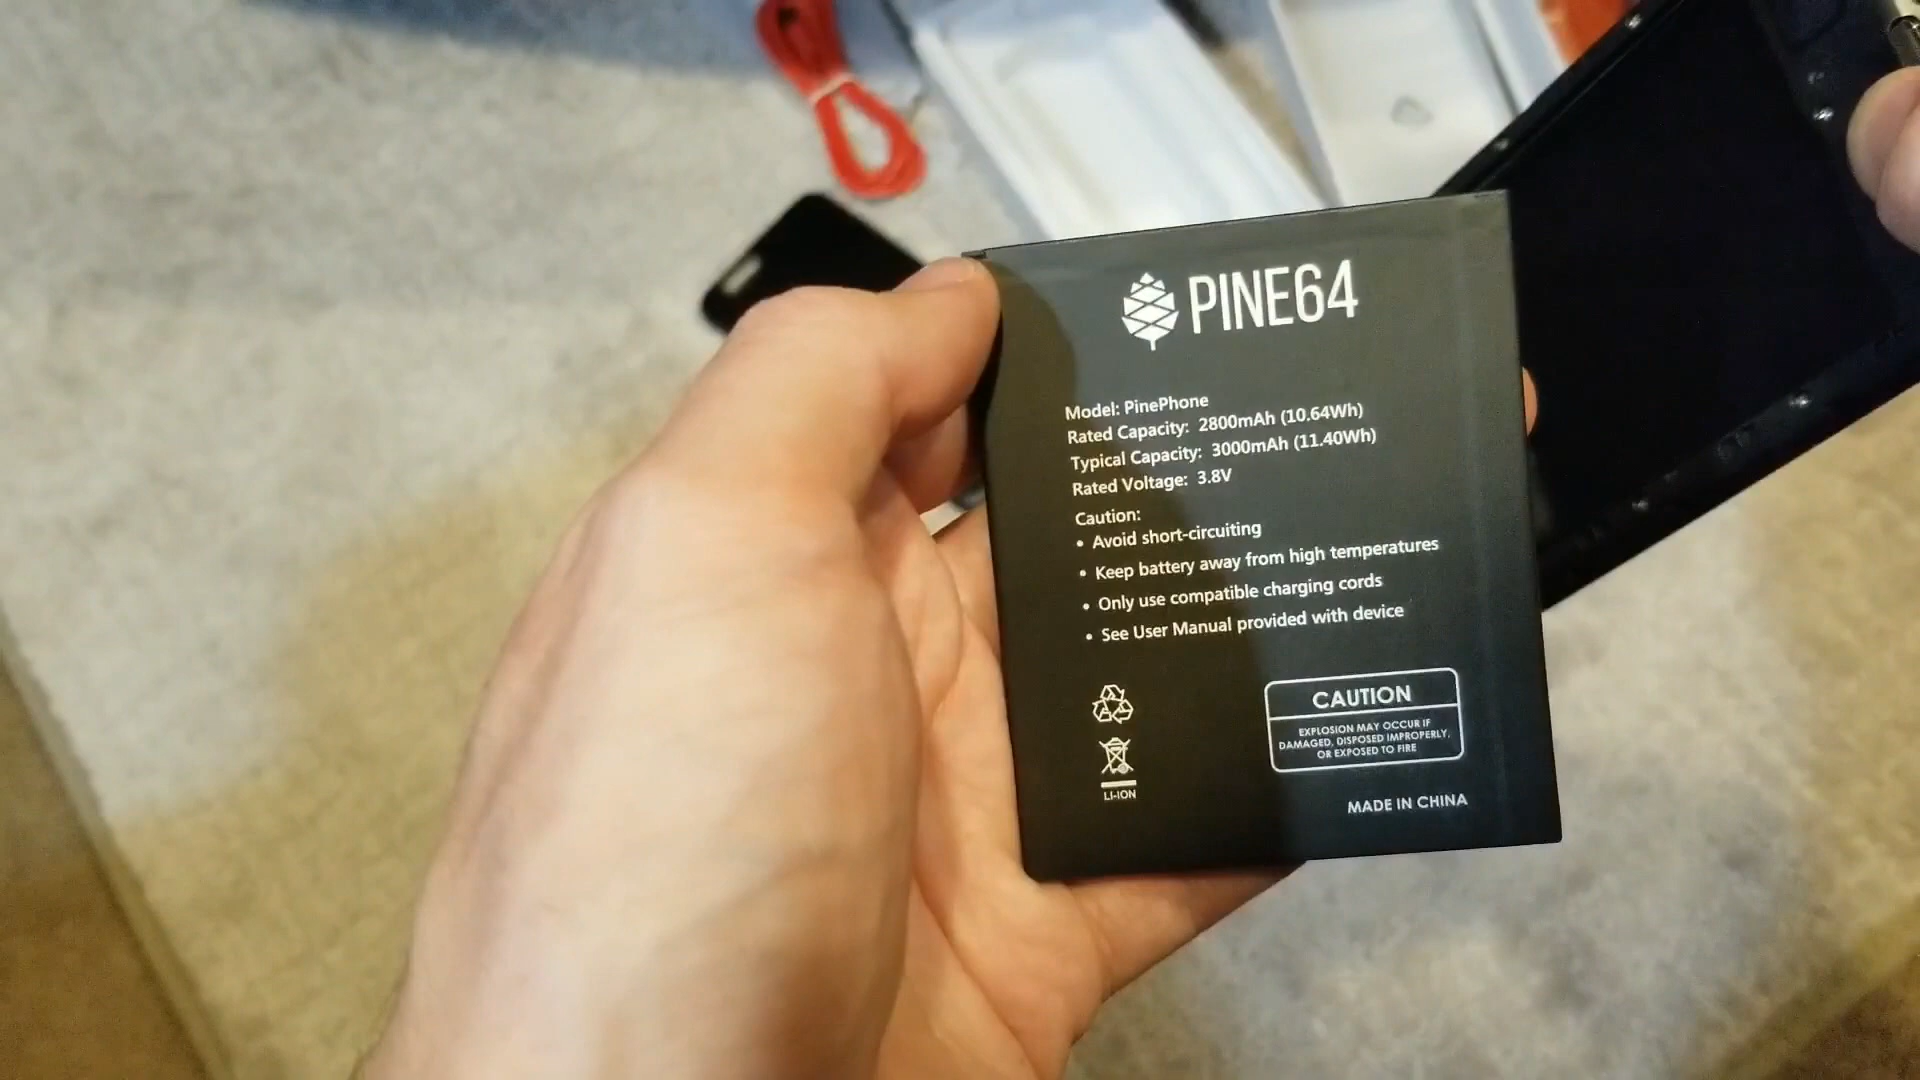 PINE64
Model: PinePhone
Rated Capacity: 2800mAh (10.64Wh)
Typical Capacity: 3000mAh (11.40Wh)
Rated Voltage: 3.8V
Caution:
• Avoid short-circuiting
• Keep battery away from high temperatures
• Only use compatible charging cords
• See User Manual provided with device
CAUTION
EXPLOSION MAY OCCUR IF
DAMAGED, DISPOSED IMPROPERLY,
OR EXPOSED TO FIRE
LI-ION
MADE IN CHINA